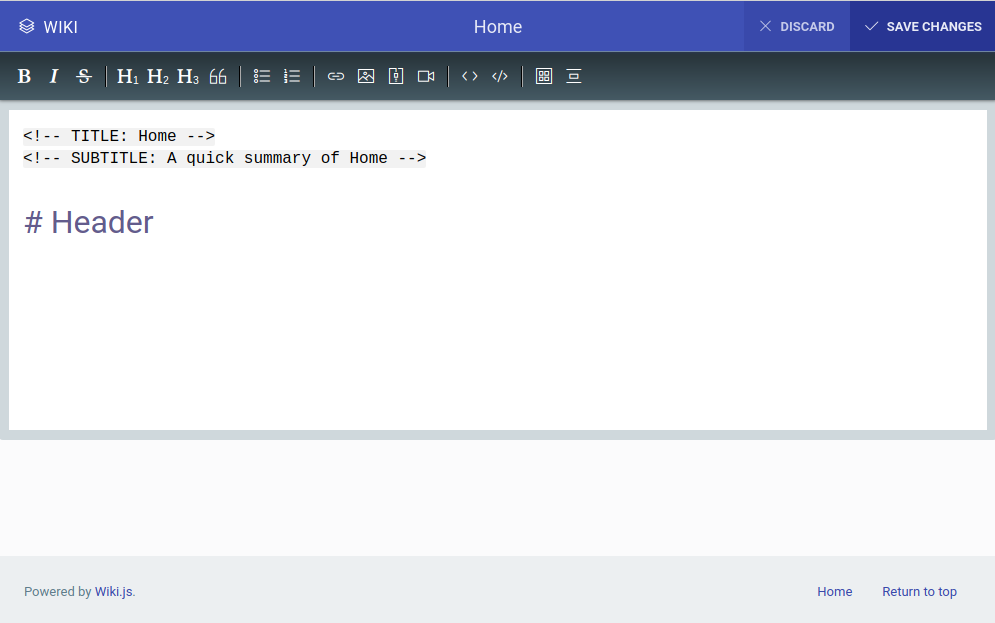 WIKI
Home
DISCARD
SAVE CHANGES
B I S H1 H2 H3
<!-- TITLE: Home -->
<!-- SUBTITLE: A quick summary of Home -->
# Header
Powered by Wiki.js.
Home
Return to top